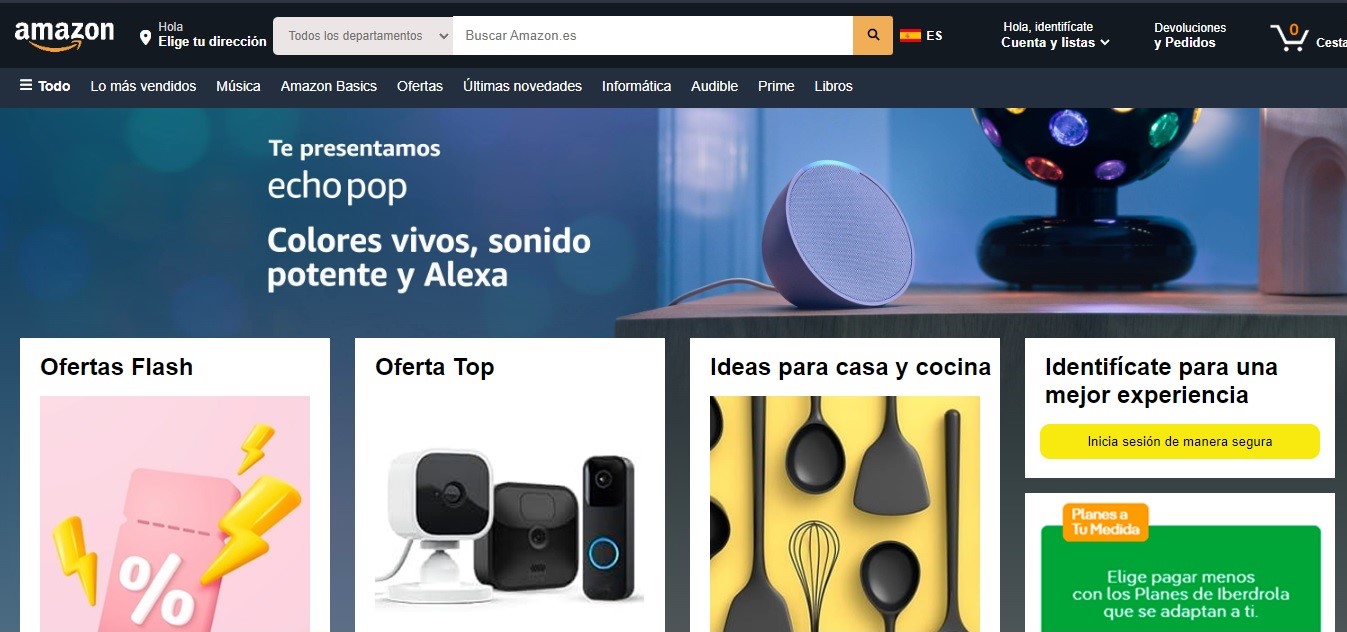 amazon
Hola
Elige tu dirección
Todos los departamentos
Buscar Amazon.es
ES
Hola, identifícate
Cuenta y listas
Devoluciones
y Pedidos
0
Cesta
Todo
Lo más vendidos
Música
Amazon Basics
Ofertas
Últimas novedades
Informática
Audible
Prime
Libros
Te presentamos
echo pop
Colores vivos, sonido
potente y Alexa
Ofertas Flash
%
Oferta Top
Ideas para casa y cocina
Identifícate para una
mejor experiencia
Inicia sesión de manera segura
Planes a
Tu Medida
Elige pagar menos
con los Planes de Iberdrola
que se adaptan a ti.